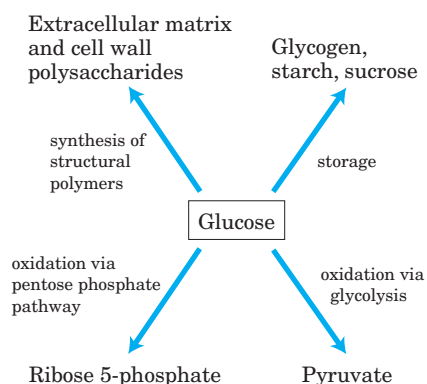 Extracellular matrix
and cell wall
polysaccharides
Glycogen,
starch, sucrose
synthesis of
structural
polymers
storage
Glucose
oxidation via
pentose phosphate
pathway
oxidation via
glycolysis
Ribose 5-phosphate
Pyruvate